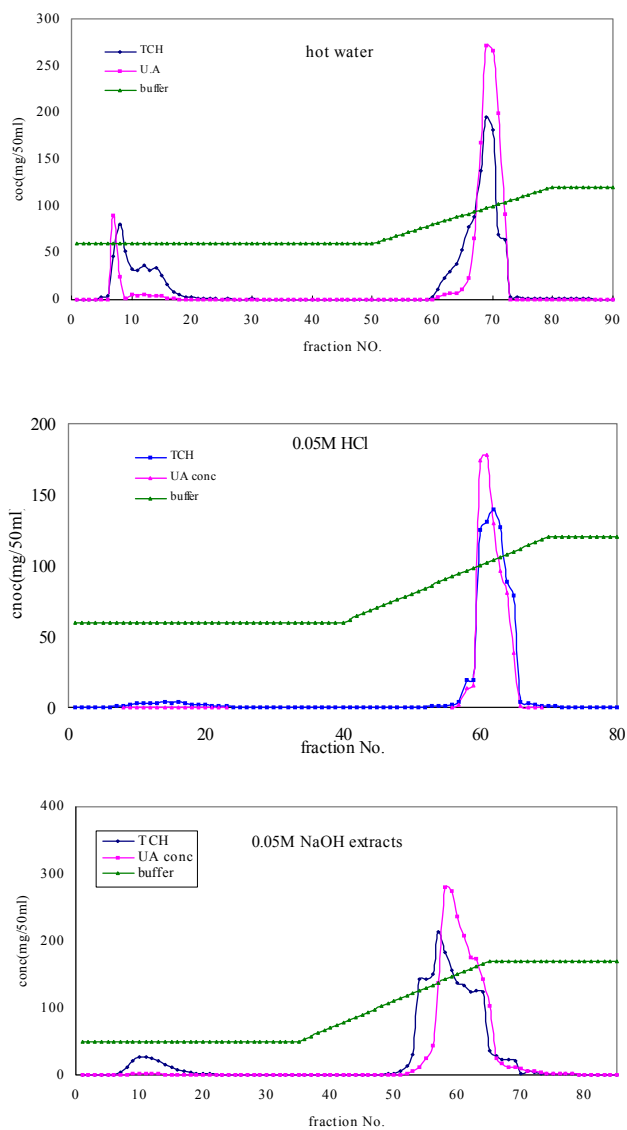 300
250
200
150
100
50
0
coc(mg/50ml)
hot water
TCH
U.A
buffer
0 10 20 30 40 50 60 70 80 90
fraction NO.
200
150
100
50
0
cnoc(mg/50ml)
0.05M HCl
TCH
UA conc
buffer
0 20 40 60 80
fraction No.
400
300
200
100
0
conc(mg/50ml)
0.05M NaOH extracts
TCH
UA conc
buffer
0 10 20 30 40 50 60 70 80
fraction No.